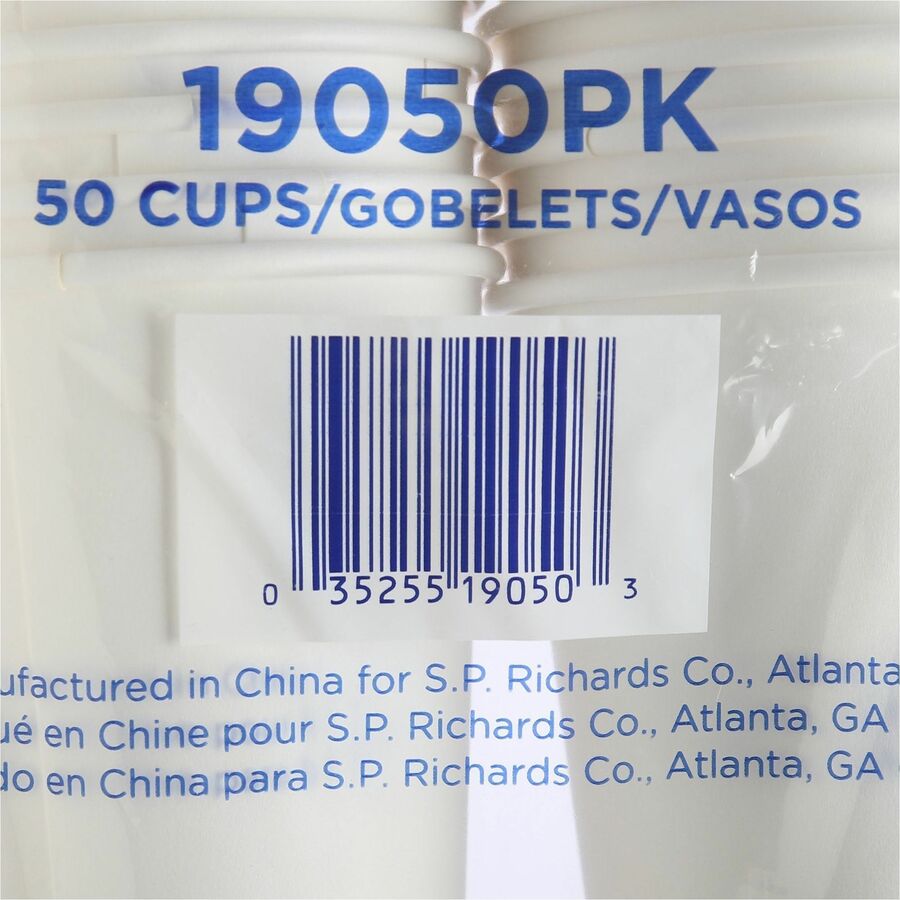 19050PK
50 CUPS/GOBELETS/VASOS
0 35255 19050 3
ufactured in China for S.P. Richards Co., Atlanta
ué en Chine pour S.P. Richards Co., Atlanta, GA
do en China para S.P. Richards Co., Atlanta, GA